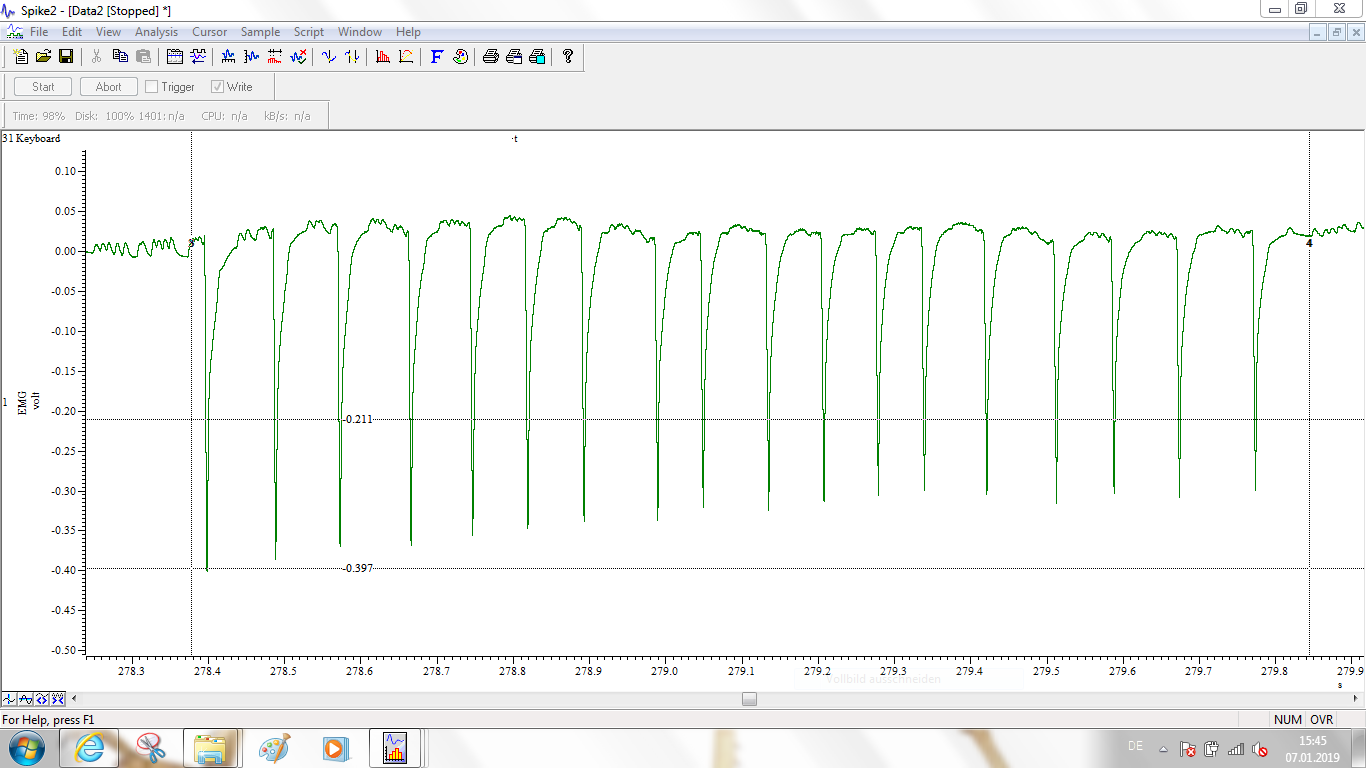 Spike2 - [Data2 [Stopped] *]
File Edit View Analysis Cursor Sample Script Window Help
Start Abort Trigger Write
Time: 98% Disk: 100% 1401: n/a CPU: n/a kB/s: n/a
31 Keyboard
t
0.10
0.05
3
4
0.00
-0.05
-0.10
-0.15
1
EMG
volt
-0.20
-0.211
-0.25
-0.30
-0.35
-0.397
-0.40
-0.45
-0.50
278.3 278.4 278.5 278.6 278.7 278.8 278.9 279.0 279.1 279.2 279.3 279.4 279.5 279.6 279.7 279.8 279.9
s
Vollbild ausschneiden
For Help, press F1 NUM OVR
DE
15:45
07.01.2019